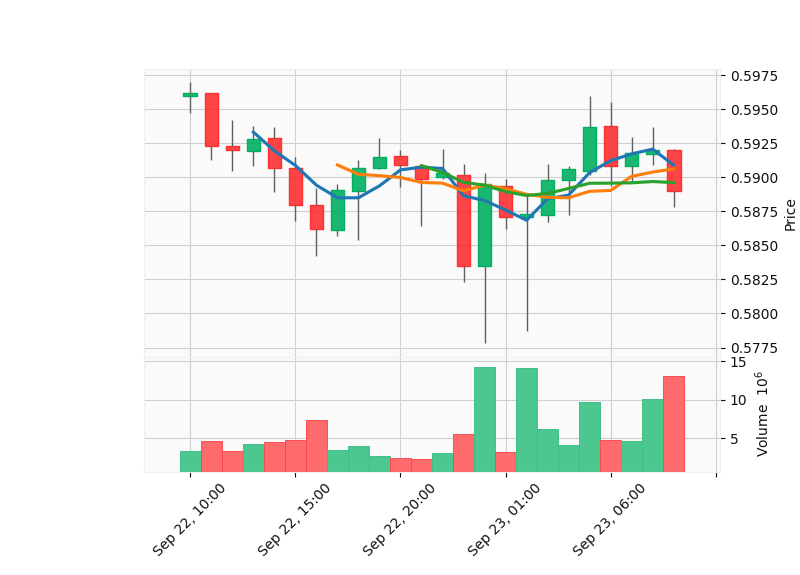 0.5975
0.5950
0.5925
0.5900
0.5875
0.5850
0.5825
0.5800
0.5775
Price
15
10
5
Volume 10⁶
Sep 22, 10:00
Sep 22, 15:00
Sep 22, 20:00
Sep 23, 01:00
Sep 23, 06:00